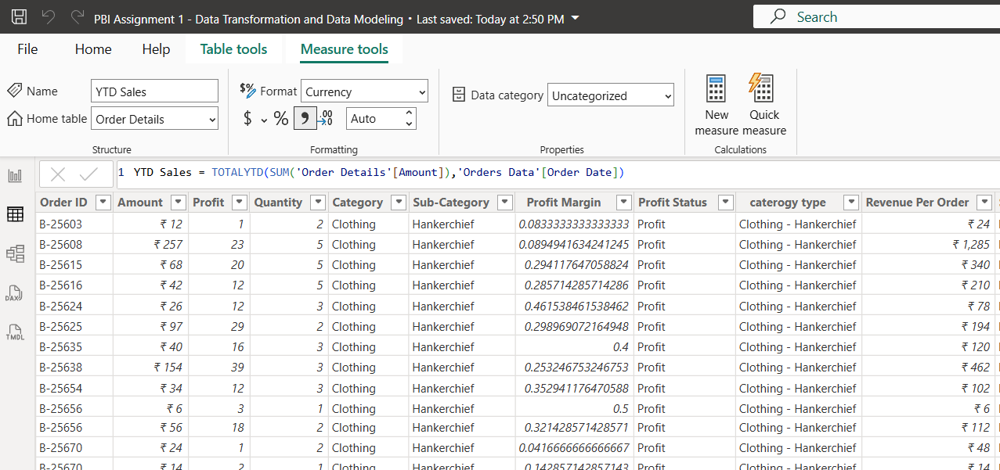 PBI Assignment 1 - Data Transformation and Data Modeling • Last saved: Today at 2:50 PM
Search
File Home Help Table tools Measure tools
Name YTD Sales
Home table Order Details
Structure
$% Format Currency
$ % , .00 →0 Auto
Formatting
Data category Uncategorized
Properties
New measure
Quick measure
Calculations
1 YTD Sales = TOTALYTD(SUM('Order Details'[Amount]),'Orders Data'[Order Date])
DAX
TMDL
Order ID Amount Profit Quantity Category Sub-Category Profit Margin Profit Status caterogy type Revenue Per Order
B-25603 ₹ 12 1 2 Clothing Hankerchief 0.0833333333333333 Profit Clothing - Hankerchief ₹ 24
B-25608 ₹ 257 23 5 Clothing Hankerchief 0.0894941634241245 Profit Clothing - Hankerchief ₹ 1,285
B-25615 ₹ 68 20 5 Clothing Hankerchief 0.294117647058824 Profit Clothing - Hankerchief ₹ 340
B-25616 ₹ 42 12 5 Clothing Hankerchief 0.285714285714286 Profit Clothing - Hankerchief ₹ 210
B-25624 ₹ 26 12 3 Clothing Hankerchief 0.461538461538462 Profit Clothing - Hankerchief ₹ 78
B-25625 ₹ 97 29 2 Clothing Hankerchief 0.298969072164948 Profit Clothing - Hankerchief ₹ 194
B-25635 ₹ 40 16 3 Clothing Hankerchief 0.4 Profit Clothing - Hankerchief ₹ 120
B-25638 ₹ 154 39 3 Clothing Hankerchief 0.253246753246753 Profit Clothing - Hankerchief ₹ 462
B-25654 ₹ 34 12 3 Clothing Hankerchief 0.352941176470588 Profit Clothing - Hankerchief ₹ 102
B-25656 ₹ 6 3 1 Clothing Hankerchief 0.5 Profit Clothing - Hankerchief ₹ 6
B-25656 ₹ 56 18 2 Clothing Hankerchief 0.321428571428571 Profit Clothing - Hankerchief ₹ 112
B-25670 ₹ 24 1 2 Clothing Hankerchief 0.0416666666666667 Profit Clothing - Hankerchief ₹ 48
B-25670 ₹ 14 2 1 Clothing Hankerchief 0.142857142857143 Profit Clothing - Hankerchief ₹ 14